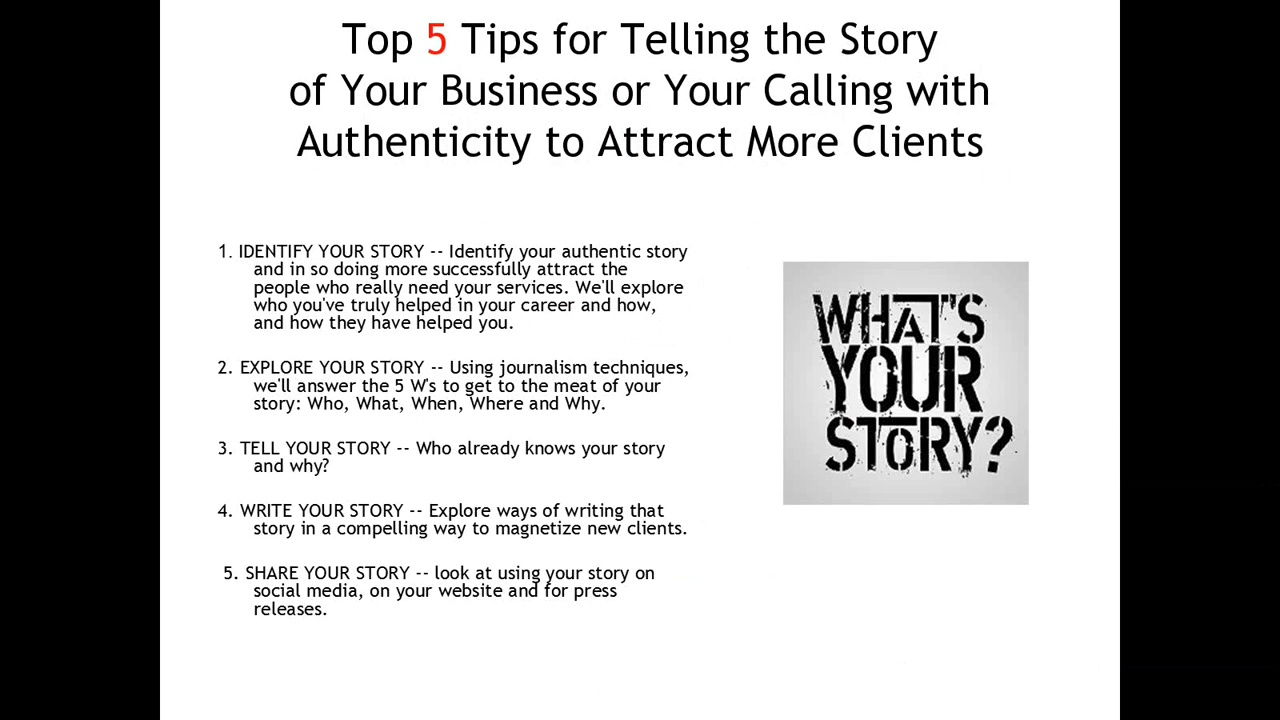 Top 5 Tips for Telling the Story
of Your Business or Your Calling with
Authenticity to Attract More Clients
1. IDENTIFY YOUR STORY -- Identify your authentic story
and in so doing more successfully attract the
people who really need your services. We'll explore
who you've truly helped in your career and how,
and how they have helped you.
2. EXPLORE YOUR STORY -- Using journalism techniques,
we'll answer the 5 W's to get to the meat of your
story: Who, What, When, Where and Why.
3. TELL YOUR STORY -- Who already knows your story
and why?
4. WRITE YOUR STORY -- Explore ways of writing that
story in a compelling way to magnetize new clients.
5. SHARE YOUR STORY -- look at using your story on
social media, on your website and for press
releases.
WHAT'S
YOUR
STORY?